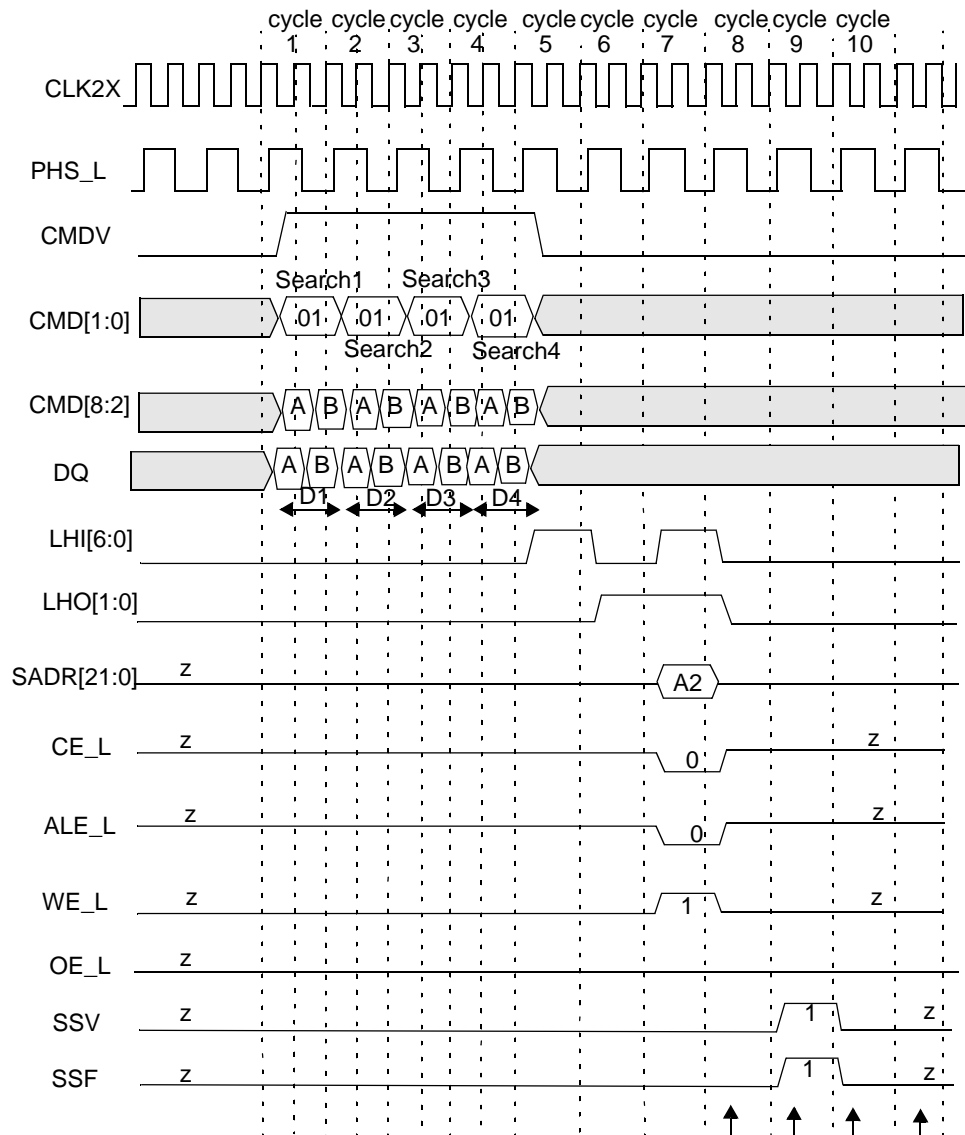 cycle cycle cycle cycle cycle cycle cycle cycle cycle cycle
1 2 3 4 5 6 7 8 9 10
CLK2X
PHS_L
CMDV
Search1 Search3
CMD[1:0] 01 01 01 01
Search2 Search4
CMD[8:2] A B A B A B A B
DQ A B A B A B A B
D1 D2 D3 D4
LHI[6:0]
LHO[1:0]
SADR[21:0] z A2
CE_L z 0 z
ALE_L z 0 z
WE_L z 1 z
OE_L z
SSV z 1 z
SSF z 1 z